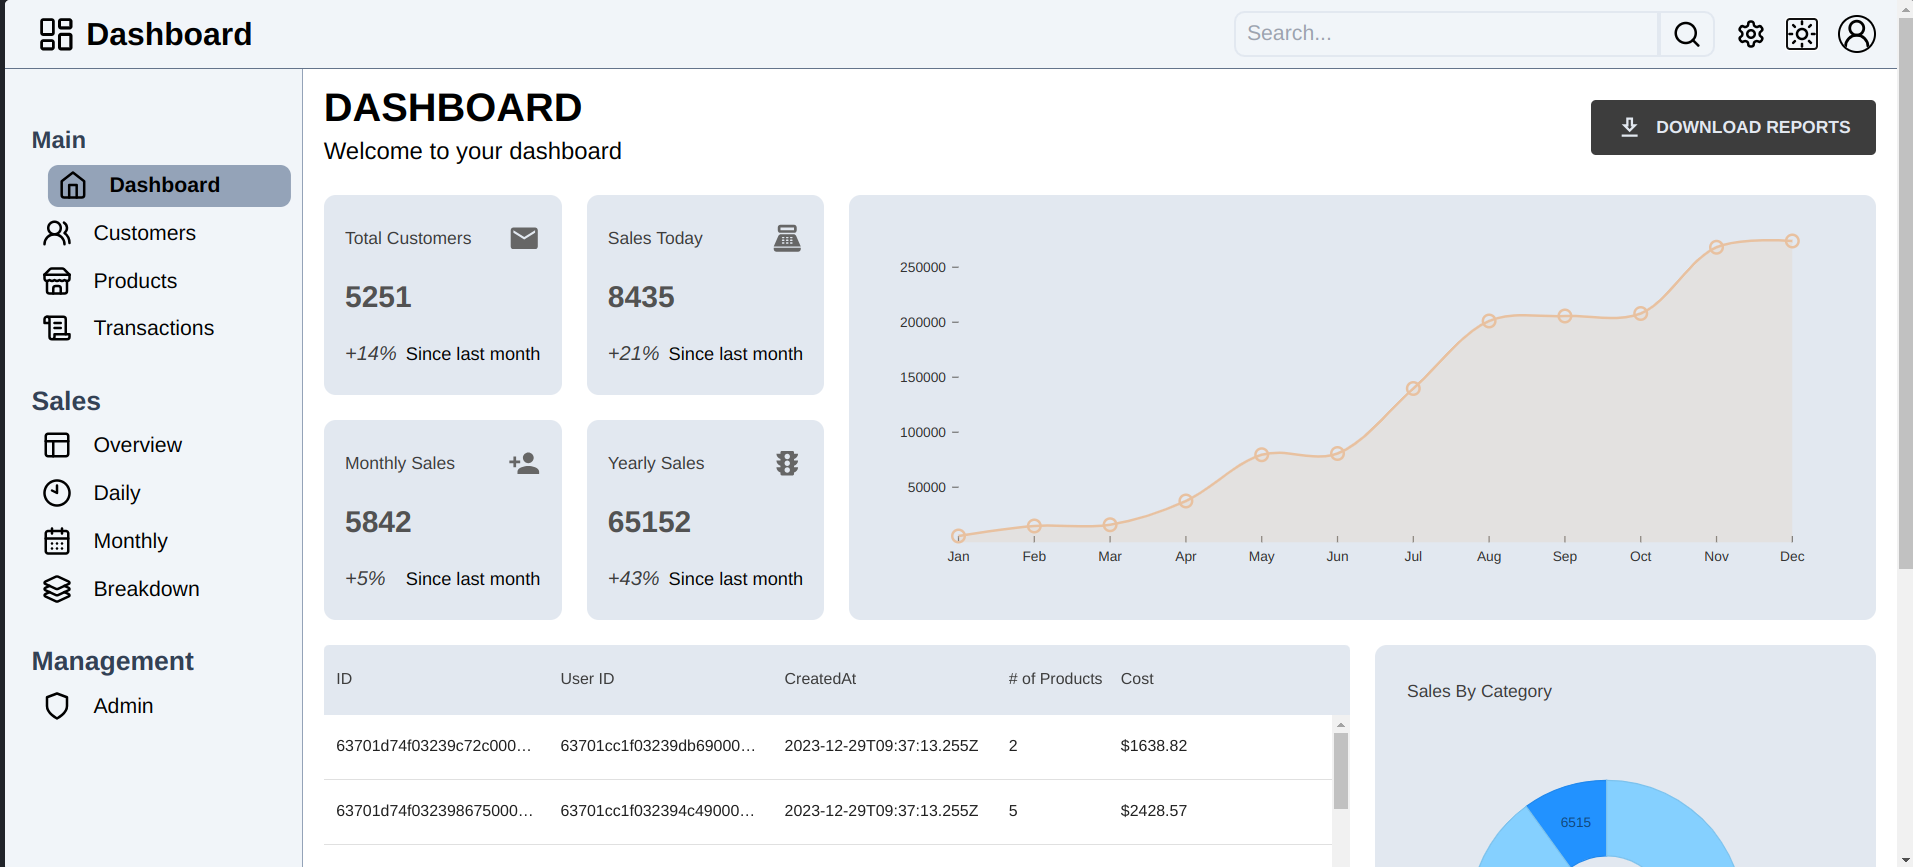 Dashboard
Search...
Main
Dashboard
Customers
Products
Transactions
Sales
Overview
Daily
Monthly
Breakdown
Management
Admin
DASHBOARD
Welcome to your dashboard
DOWNLOAD REPORTS
Total Customers
5251
+14% Since last month
Sales Today
8435
+21% Since last month
Monthly Sales
5842
+5% Since last month
Yearly Sales
65152
+43% Since last month
250000
200000
150000
100000
50000
Jan Feb Mar Apr May Jun Jul Aug Sep Oct Nov Dec
ID User ID CreatedAt # of Products Cost
63701d74f03239c72c000… 63701cc1f03239db69000… 2023-12-29T09:37:13.255Z 2 $1638.82
63701d74f032398675000… 63701cc1f032394c49000… 2023-12-29T09:37:13.255Z 5 $2428.57
Sales By Category
6515